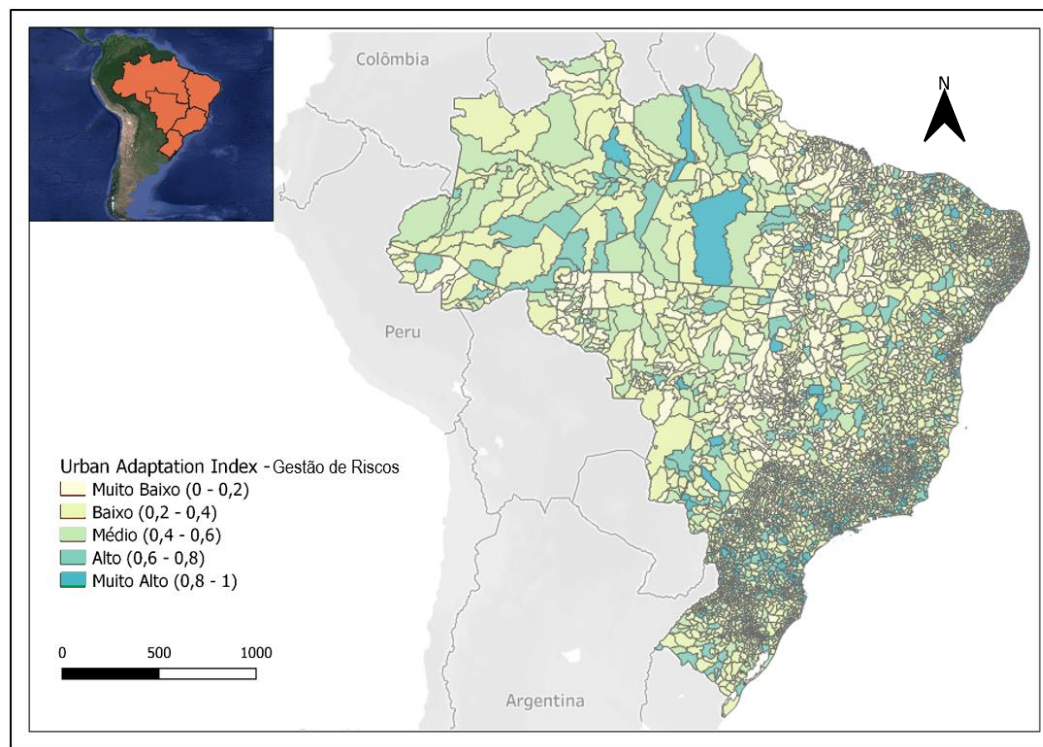 Colômbia
N
Peru
Urban Adaptation Index - Gestão de Riscos
Muito Baixo (0 - 0,2)
Baixo (0,2 - 0,4)
Médio (0,4 - 0,6)
Alto (0,6 - 0,8)
Muito Alto (0,8 - 1)
0 500 1000
Argentina